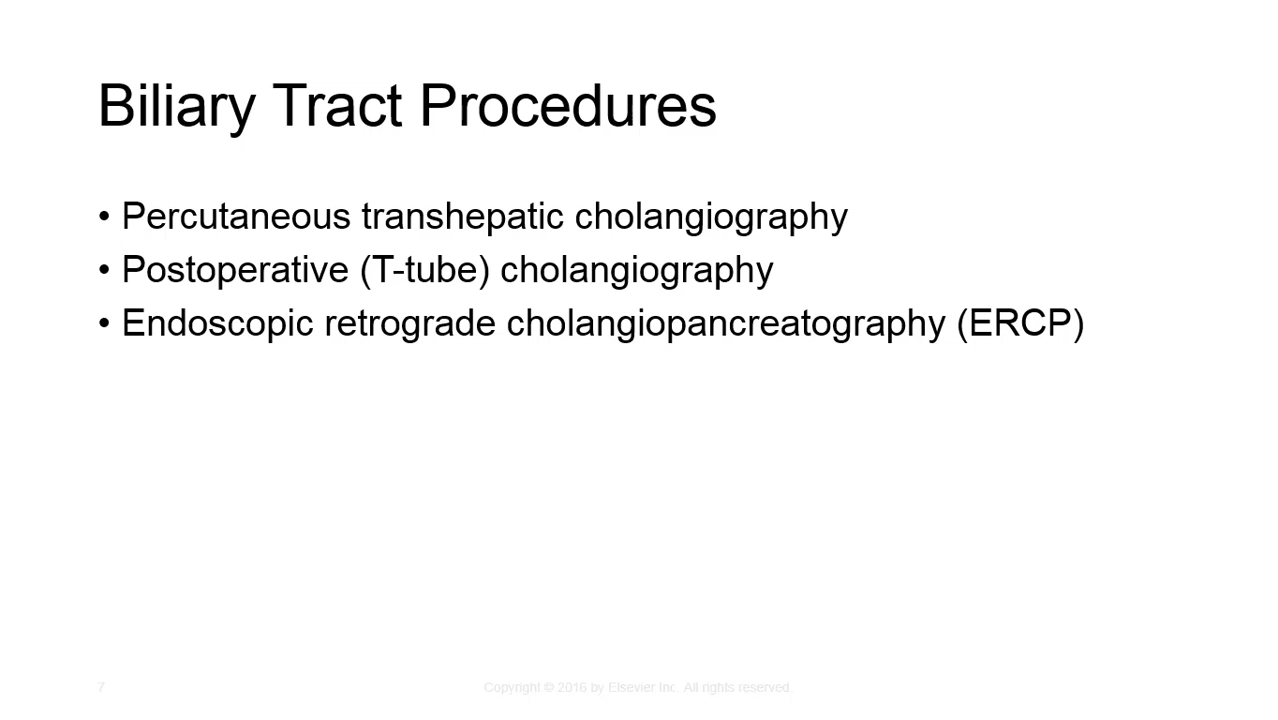 Biliary Tract Procedures
• Percutaneous transhepatic cholangiography
• Postoperative (T-tube) cholangiography
• Endoscopic retrograde cholangiopancreatography (ERCP)
7
Copyright © 2016 by Elsevier Inc. All rights reserved.